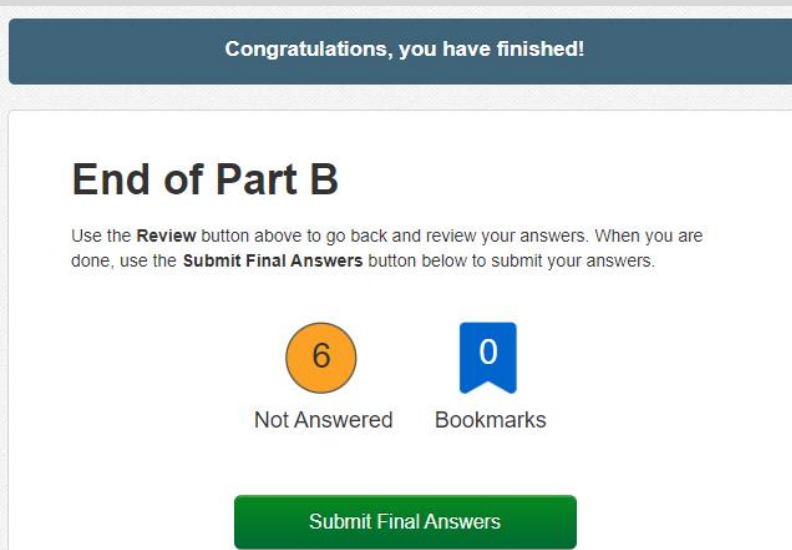 Congratulations, you have finished!
End of Part B
Use the Review button above to go back and review your answers. When you are
done, use the Submit Final Answers button below to submit your answers.
6
0
Not Answered
Bookmarks
Submit Final Answers